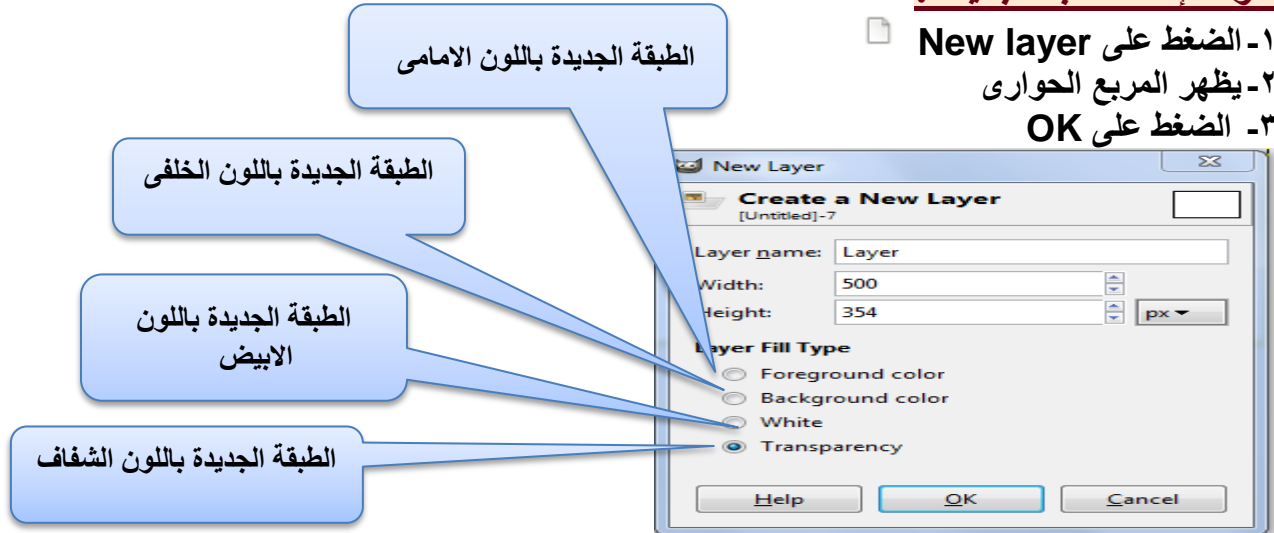 ١- الضغط على New layer
٢- يظهر المربع الحوارى
٣- الضغط على OK
الطبقة الجديدة باللون الامامى
الطبقة الجديدة باللون الخلفى
الطبقة الجديدة باللون
الابيض
الطبقة الجديدة باللون الشفاف
New Layer
Create a New Layer
[Untitled]-7
Layer name: Layer
Width: 500
Height: 354 px
Layer Fill Type
Foreground color
Background color
White
Transparency
Help OK Cancel